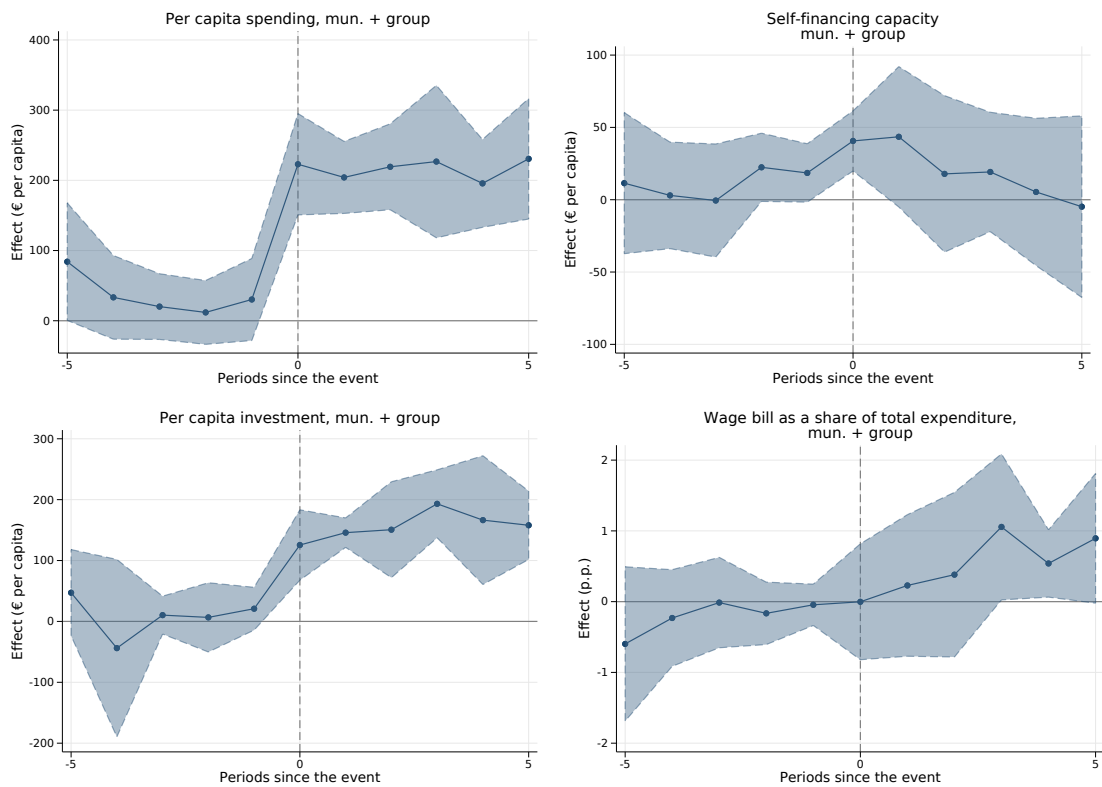 Per capita spending, mun. + group
400
300
200
100
0
Effect (€ per capita)
-5
0
5
Periods since the event
Self-financing capacity
mun. + group
100
50
0
-50
-100
Effect (€ per capita)
-5
0
5
Periods since the event
Per capita investment, mun. + group
300
200
100
0
-100
-200
Effect (€ per capita)
-5
0
5
Periods since the event
Wage bill as a share of total expenditure,
mun. + group
2
1
0
-1
-2
Effect (p.p.)
-5
0
5
Periods since the event